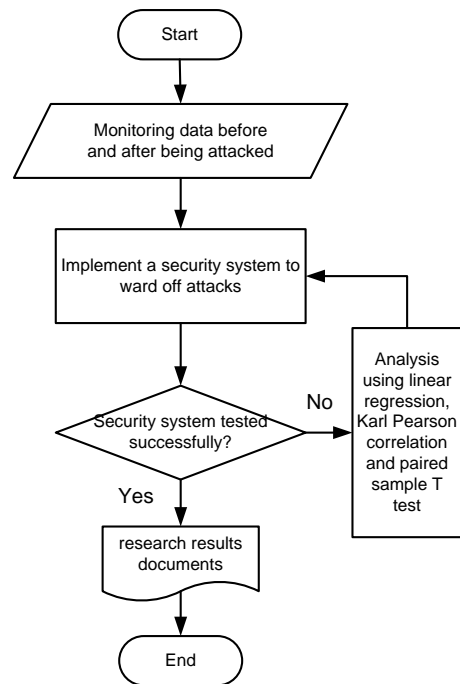 Start
Monitoring data before
and after being attacked
Implement a security system to
ward off attacks
Security system tested
successfully?
No
Analysis
using linear
regression,
Karl Pearson
correlation
and paired
sample T
test
Yes
research results
documents
End